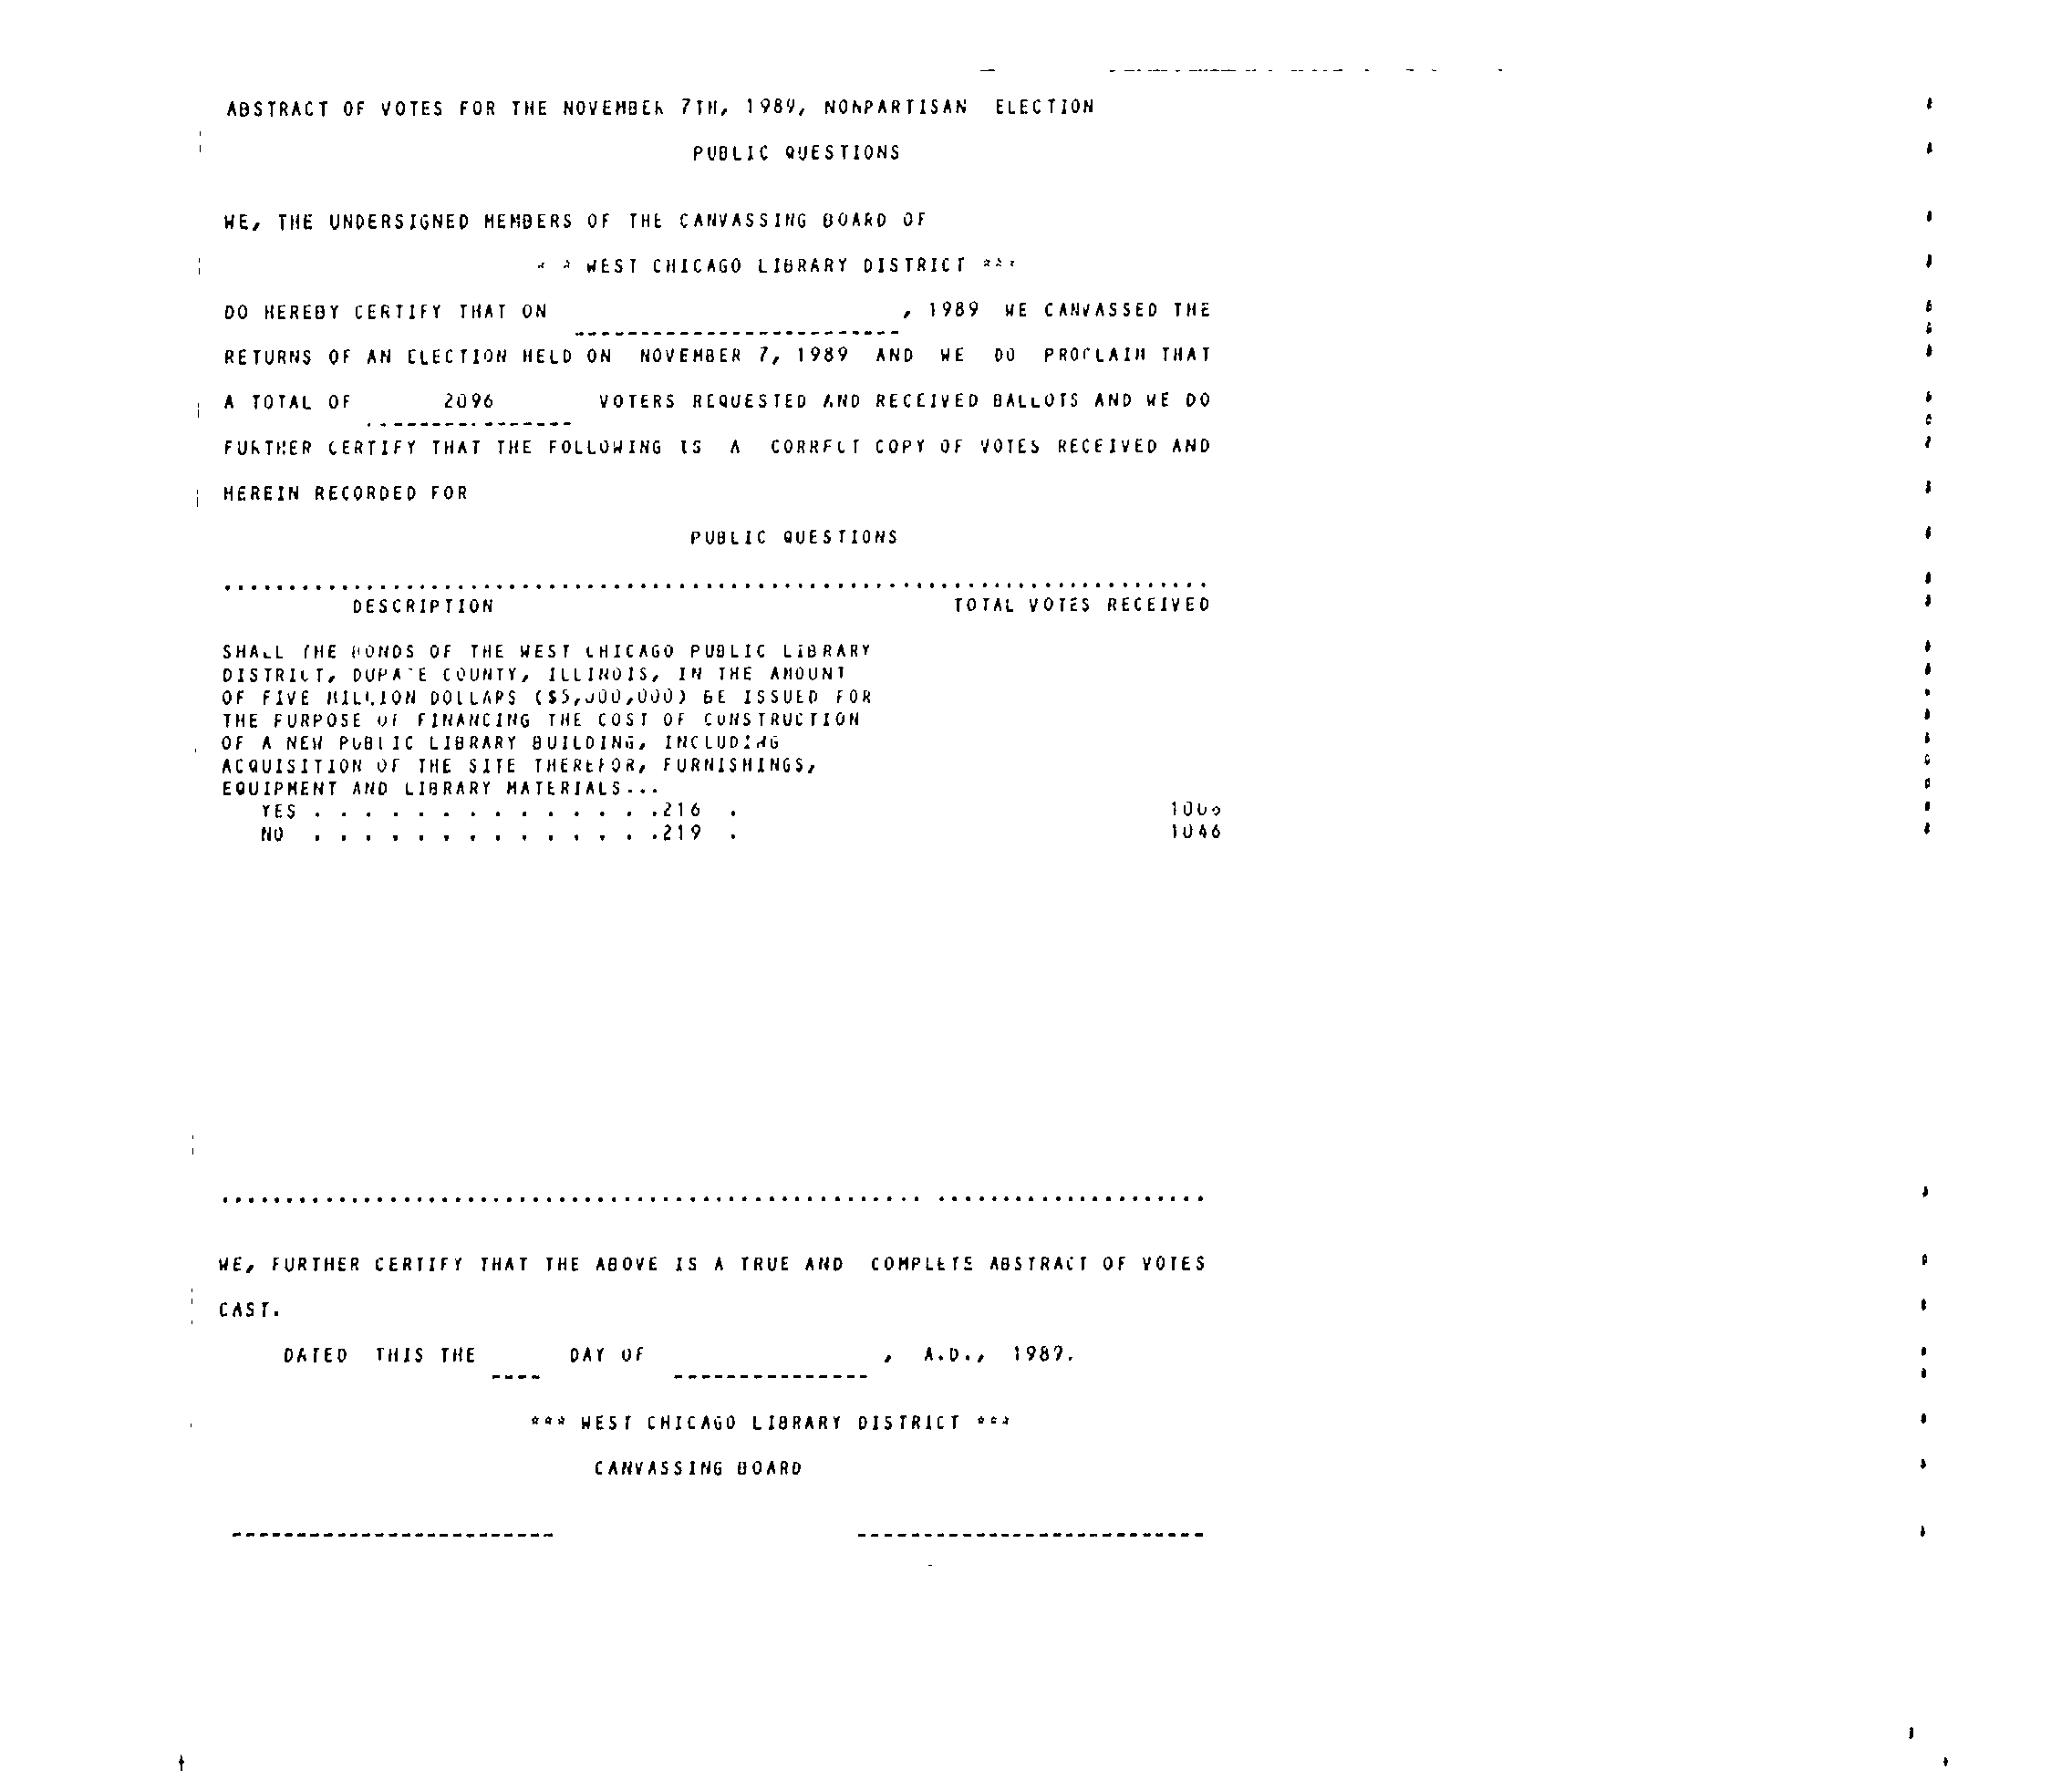 ABSTRACT OF VOTES FOR THE NOVEMBER 7TH, 1989, NONPARTISAN ELECTION
PUBLIC QUESTIONS
WE, THE UNDERSIGNED MEMBERS OF THE CANVASSING BOARD OF
* * WEST CHICAGO LIBRARY DISTRICT ***
DO HEREBY CERTIFY THAT ON , 1989 WE CANVASSED THE
RETURNS OF AN ELECTION HELD ON NOVEMBER 7, 1989 AND WE DO PROCLAIM THAT
A TOTAL OF 2096 VOTERS REQUESTED AND RECEIVED BALLOTS AND WE DO
FURTHER CERTIFY THAT THE FOLLOWING IS A CORRECT COPY OF VOTES RECEIVED AND
HEREIN RECORDED FOR
PUBLIC QUESTIONS
DESCRIPTION TOTAL VOTES RECEIVED
SHALL THE BONDS OF THE WEST CHICAGO PUBLIC LIBRARY
DISTRICT, DUPAGE COUNTY, ILLINOIS, IN THE AMOUNT
OF FIVE MILLION DOLLARS ($5,000,000) BE ISSUED FOR
THE PURPOSE OF FINANCING THE COST OF CONSTRUCTION
OF A NEW PUBLIC LIBRARY BUILDING, INCLUDING
ACQUISITION OF THE SITE THEREFOR, FURNISHINGS,
EQUIPMENT AND LIBRARY MATERIALS...
YES . . . . . . . . . . . . . .216 .
NO . . . . . . . . . . . . . .219 . 1046
WE, FURTHER CERTIFY THAT THE ABOVE IS A TRUE AND COMPLETE ABSTRACT OF VOTES
CAST.
DATED THIS THE DAY OF , A.D., 1989.
*** WEST CHICAGO LIBRARY DISTRICT ***
CANVASSING BOARD